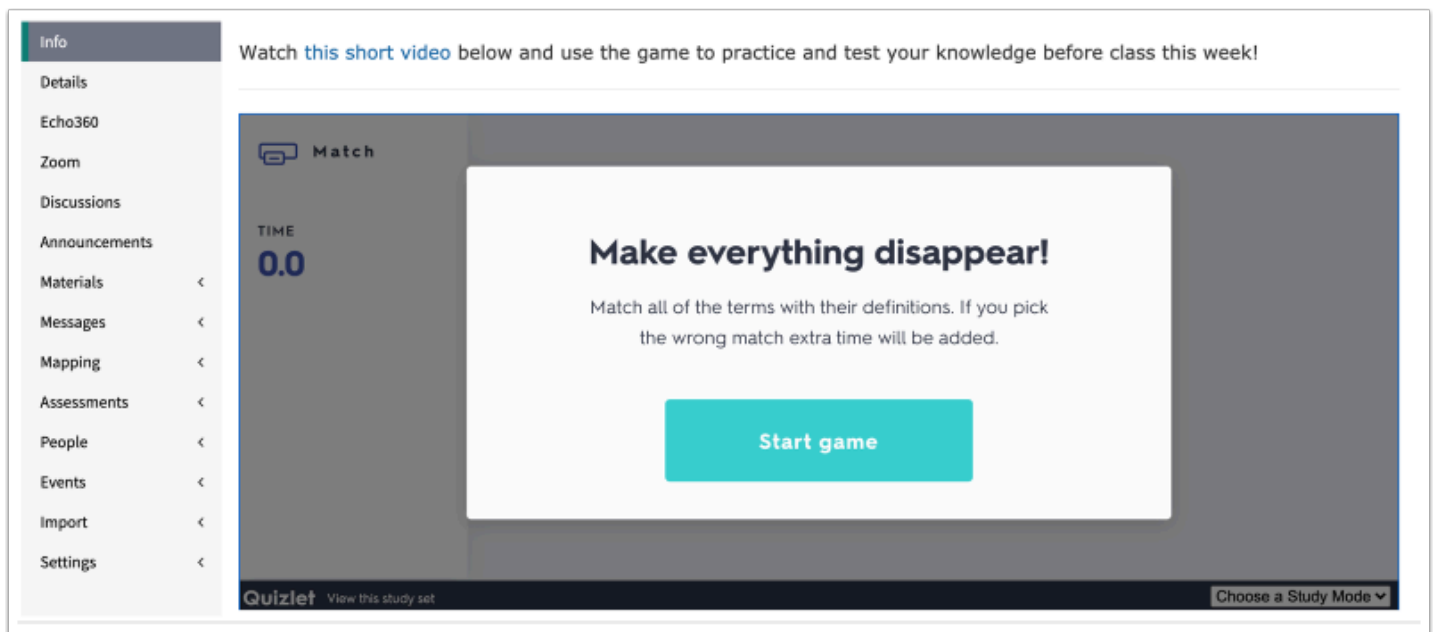 Info
Details
Echo360
Zoom
Discussions
Announcements
Materials
Messages
Mapping
Assessments
People
Events
Import
Settings
Watch this short video below and use the game to practice and test your knowledge before class this week!
Match
TIME
0.0
Make everything disappear!
Match all of the terms with their definitions. If you pick
the wrong match extra time will be added.
Start game
Quizlet View this study set
Choose a Study Mode